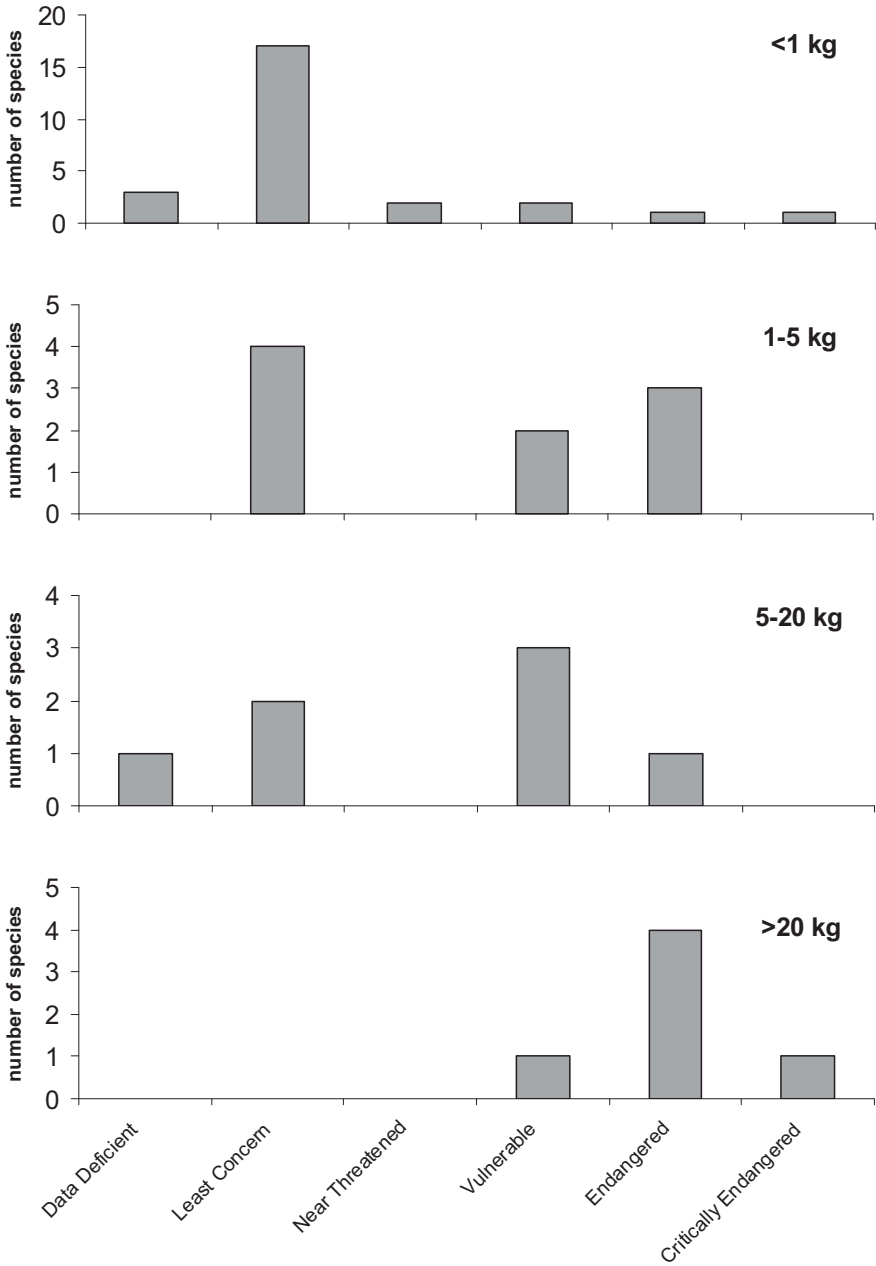 number of species
20
15
10
5
0
<1 kg
number of species
5
4
3
2
1
0
1-5 kg
number of species
4
3
2
1
0
5-20 kg
number of species
5
4
3
2
1
0
>20 kg
Data Deficient
Least Concern
Near Threatened
Vulnerable
Endangered
Critically Endangered